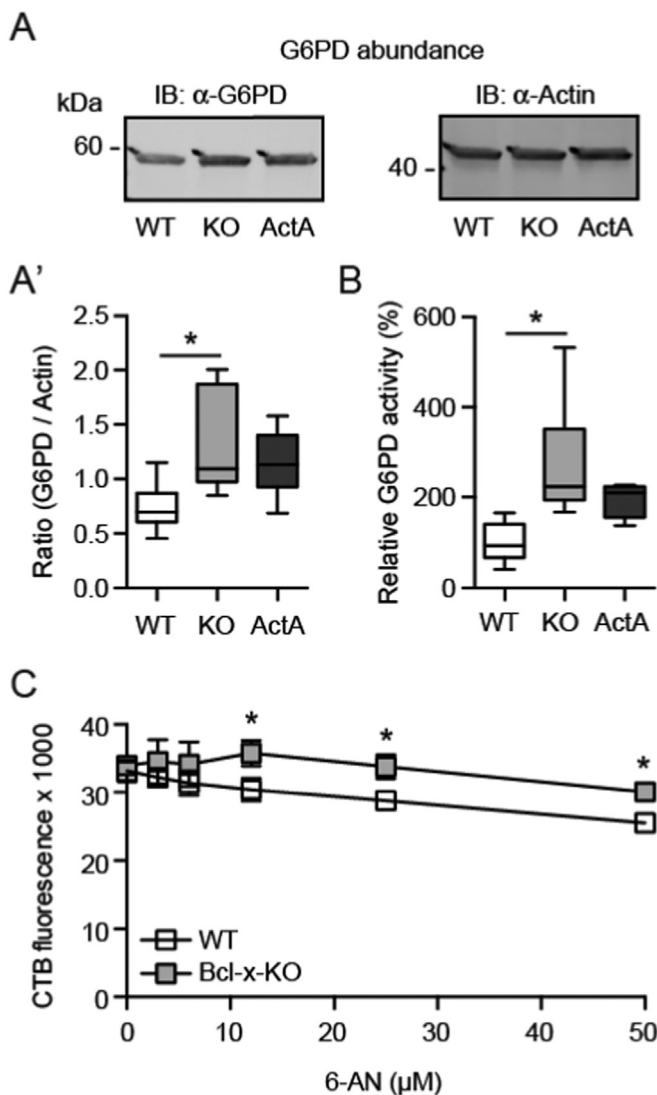 A
G6PD abundance
kDa
IB: α-G6PD
IB: α-Actin
60 -
40 -
WT KO ActA
WT KO ActA
A'
B
Ratio (G6PD / Actin)
2.5
2.0
1.5
1.0
0.5
0.0
*
WT KO ActA
Relative G6PD activity (%)
600
400
200
0
*
WT KO ActA
C
CTB fluorescence x 1000
40
30
20
10
0
* * *
WT
Bcl-x-KO
0 10 20 30 40 50
6-AN (µM)